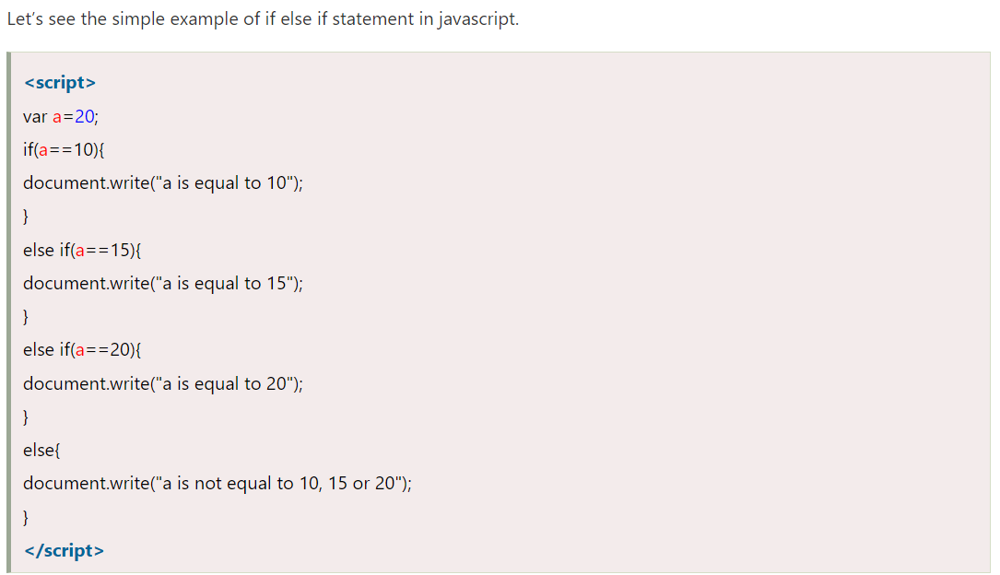 Let’s see the simple example of if else if statement in javascript.
<script>
var a=20;
if(a==10){
document.write("a is equal to 10");
}
else if(a==15){
document.write("a is equal to 15");
}
else if(a==20){
document.write("a is equal to 20");
}
else{
document.write("a is not equal to 10, 15 or 20");
}
</script>